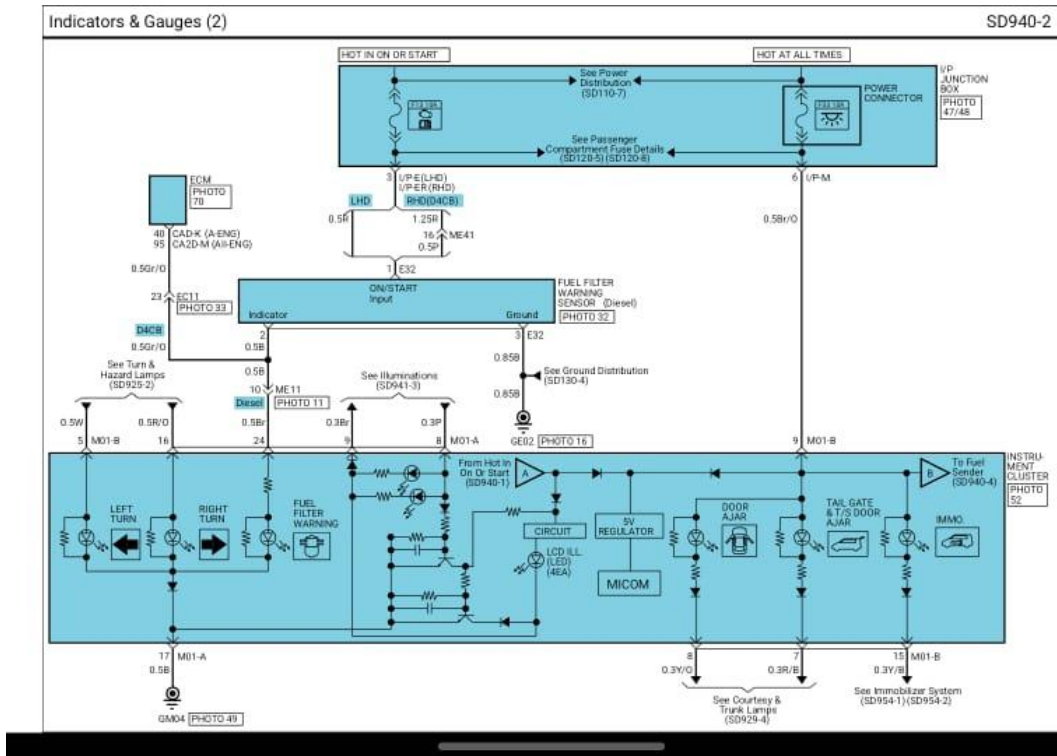 Indicators & Gauges (2)
SD940-2
HOT IN ON OR START
HOT AT ALL TIMES
See Power
Distribution
(SD110-7)
I/P
JUNCTION
BOX
PHOTO
47/48
POWER
CONNECTOR
See Passenger
Compartment Fuse Details
(SD120-5)(SD120-8)
3
I/P-E(LHD)
I/P-ER(RHD)
6
I/P-M
ECM
PHOTO
70
LHD
RHD(D4CB)
0.5R
1.25R
0.5Br/O
16
ME41
0.5P
40 CAD-K (A-ENG)
95 CA2D-M (All-ENG)
1
E32
0.5Gr/O
ON/START
Input
FUEL FILTER
WARNING
SENSOR (Diesel)
PHOTO 32
23
EC11
PHOTO 33
Indicator
Ground
D4CB
2
3 E32
0.5Gr/O
0.5B
0.85B
See Turn &
Hazard Lamps
(SD925-2)
0.5B
See Illuminations
(SD941-3)
See Ground Distribution
(SD130-4)
10
ME11
0.85B
Diesel
PHOTO 11
0.5W
0.5R/O
0.5Br
0.3Br
0.3P
GE02
PHOTO 16
5 M01-B
16
24
9
8 M01-A
9 M01-B
From Hot In
On Or Start
(SD940-1)
A
B
To Fuel
Sender
(SD940-4)
INSTRU-
MENT
CLUSTER
PHOTO
52
LEFT
TURN
RIGHT
TURN
FUEL
FILTER
WARNING
CIRCUIT
5V
REGULATOR
DOOR
AJAR
TAIL GATE
& T/S DOOR
AJAR
IMMO.
LCD ILL.
(LED)
(4EA)
MICOM
17 M01-A
8
7
15 M01-B
0.5B
0.3Y/O
0.3R/B
0.3Y/B
See Courtesy &
Trunk Lamps
(SD929-4)
See Immobilizer System
(SD954-1)(SD954-2)
GM04
PHOTO 49